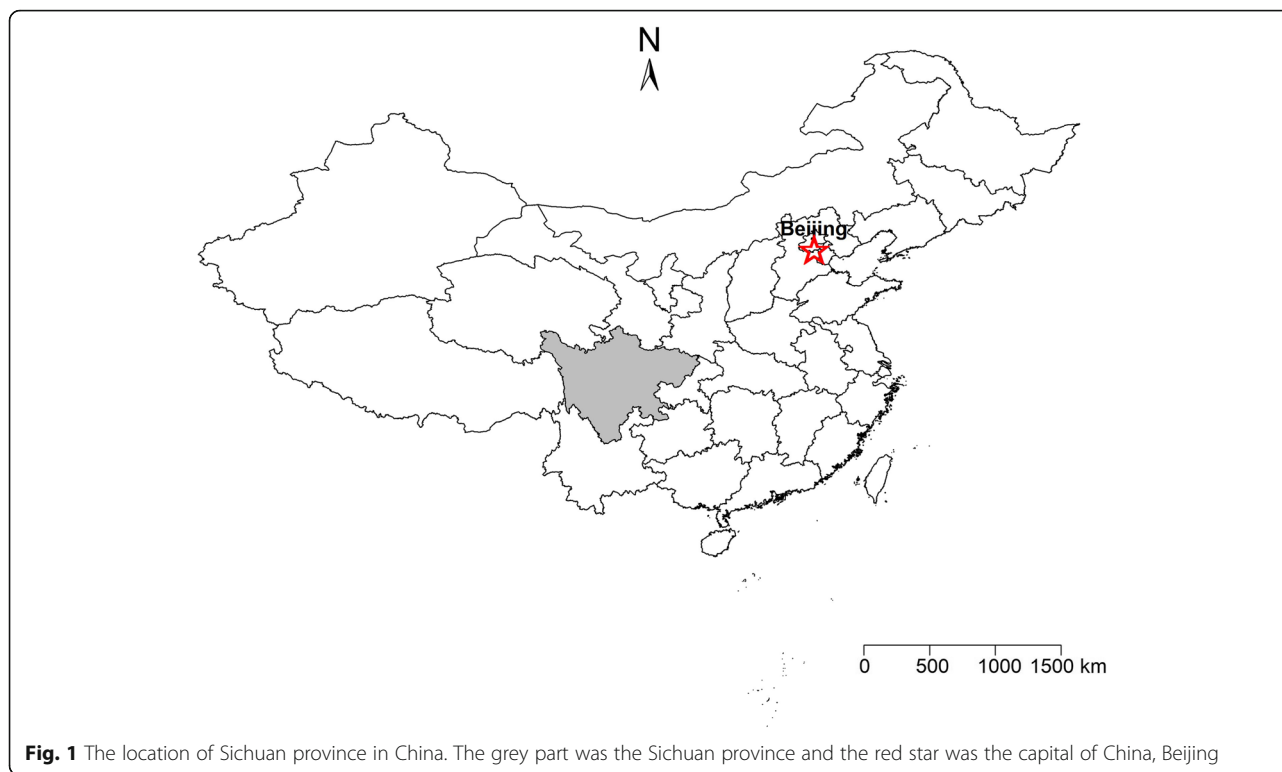 N
Beijing
0 500 1000 1500 km
Fig. 1 The location of Sichuan province in China. The grey part was the Sichuan province and the red star was the capital of China, Beijing